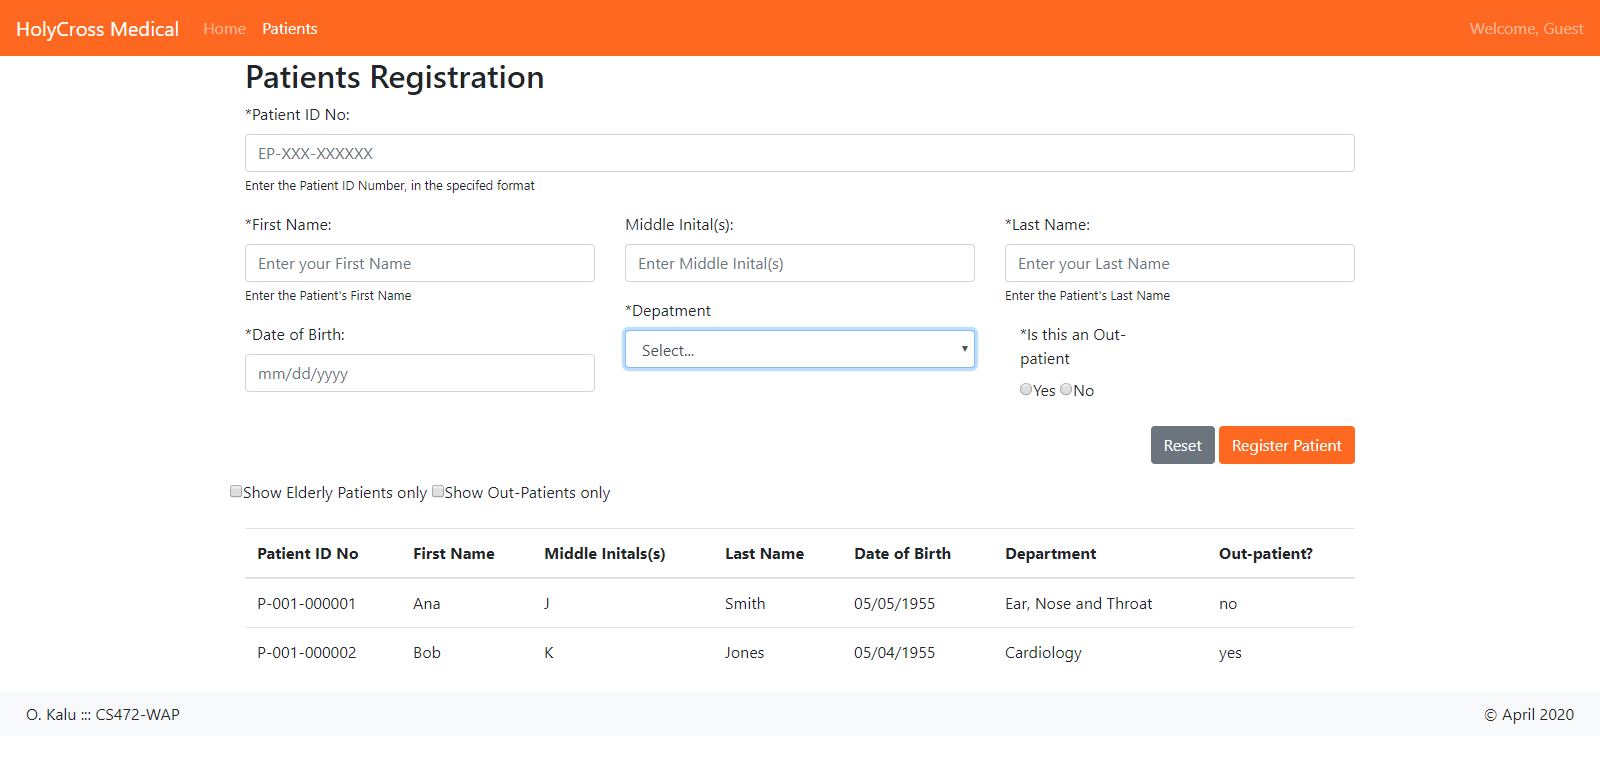 HolyCross Medical Home Patients Welcome, Guest
Patients Registration
*Patient ID No:
EP-XXX-XXXXXX
Enter the Patient ID Number, in the specifed format
*First Name: Middle Inital(s): *Last Name:
Enter your First Name Enter Middle Inital(s) Enter your Last Name
Enter the Patient's First Name Enter the Patient's Last Name
*Depatment
*Date of Birth: *Is this an Out-
patient
Select...
mm/dd/yyyy
Yes No
Reset Register Patient
Show Elderly Patients only Show Out-Patients only
Patient ID No First Name Middle Initals(s) Last Name Date of Birth Department Out-patient?
P-001-000001 Ana J Smith 05/05/1955 Ear, Nose and Throat no
P-001-000002 Bob K Jones 05/04/1955 Cardiology yes
O. Kalu ::: CS472-WAP © April 2020